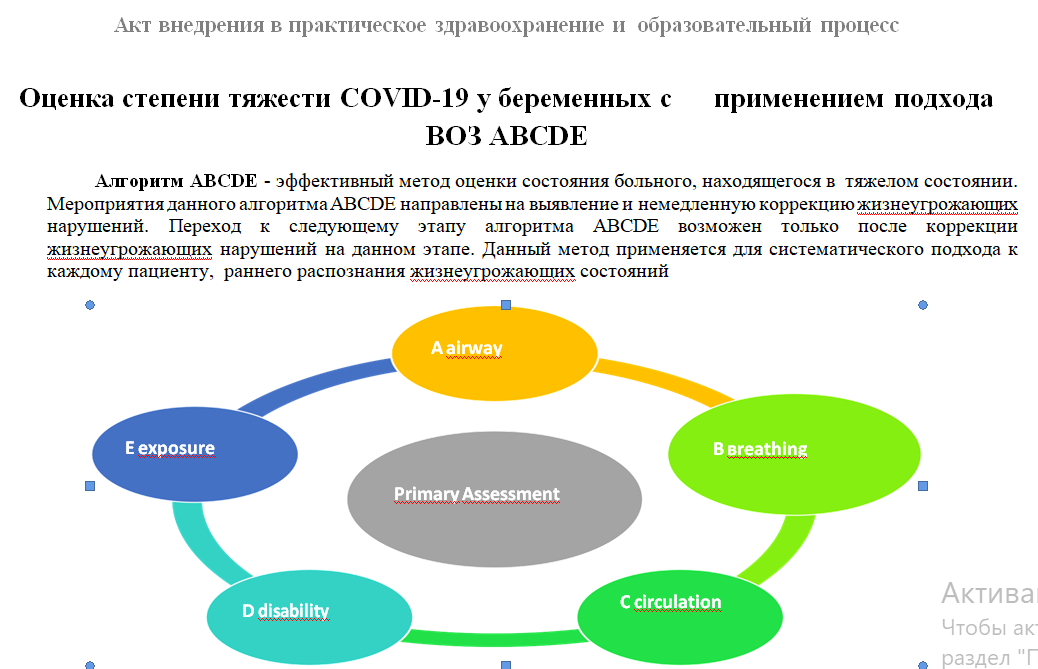 Акт внедрения в практическое здравоохранение и образовательный процесс
Оценка степени тяжести COVID-19 у беременных с применением подхода
ВОЗ ABCDE
Алгоритм ABCDE - эффективный метод оценки состояния больного, находящегося в тяжелом состоянии.
Мероприятия данного алгоритма ABCDE направлены на выявление и немедленную коррекцию жизнеугрожающих
нарушений. Переход к следующему этапу алгоритма ABCDE возможен только после коррекции
жизнеугрожающих нарушений на данном этапе. Данный метод применяется для систематического подхода к
каждому пациенту, раннего распознания жизнеугрожающих состояний
A airway
E exposure
B вreathing
Primary Assessment
C circulation
D disability
Актива
Чтобы ак
раздел "П